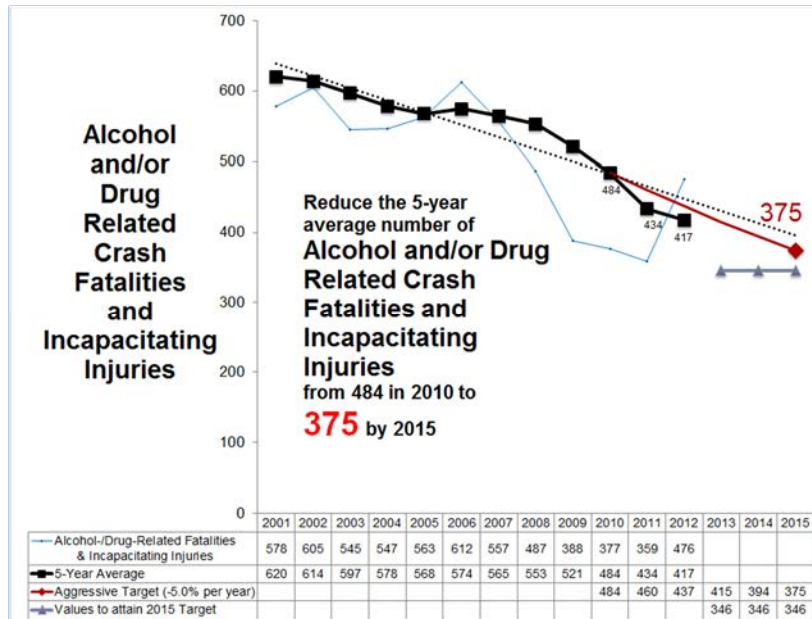 700
600
500
400
300
200
100
0
Alcohol
and/or
Drug
Related
Crash
Fatalities
and
Incapacitating
Injuries
Reduce the 5-year
average number of
Alcohol and/or Drug
Related Crash
Fatalities and
Incapacitating
Injuries
from 484 in 2010 to
375 by 2015
484
434
417
375
2001 2002 2003 2004 2005 2006 2007 2008 2009 2010 2011 2012 2013 2014 2015
Alcohol-/Drug-Related Fatalities
& Incapacitating Injuries
578 605 545 547 563 612 557 487 388 377 359 476
5-Year Average 620 614 597 578 568 574 565 553 521 484 434 417
Aggressive Target (-5.0% per year) 484 460 437 415 394 375
Values to attain 2015 Target 346 346 346